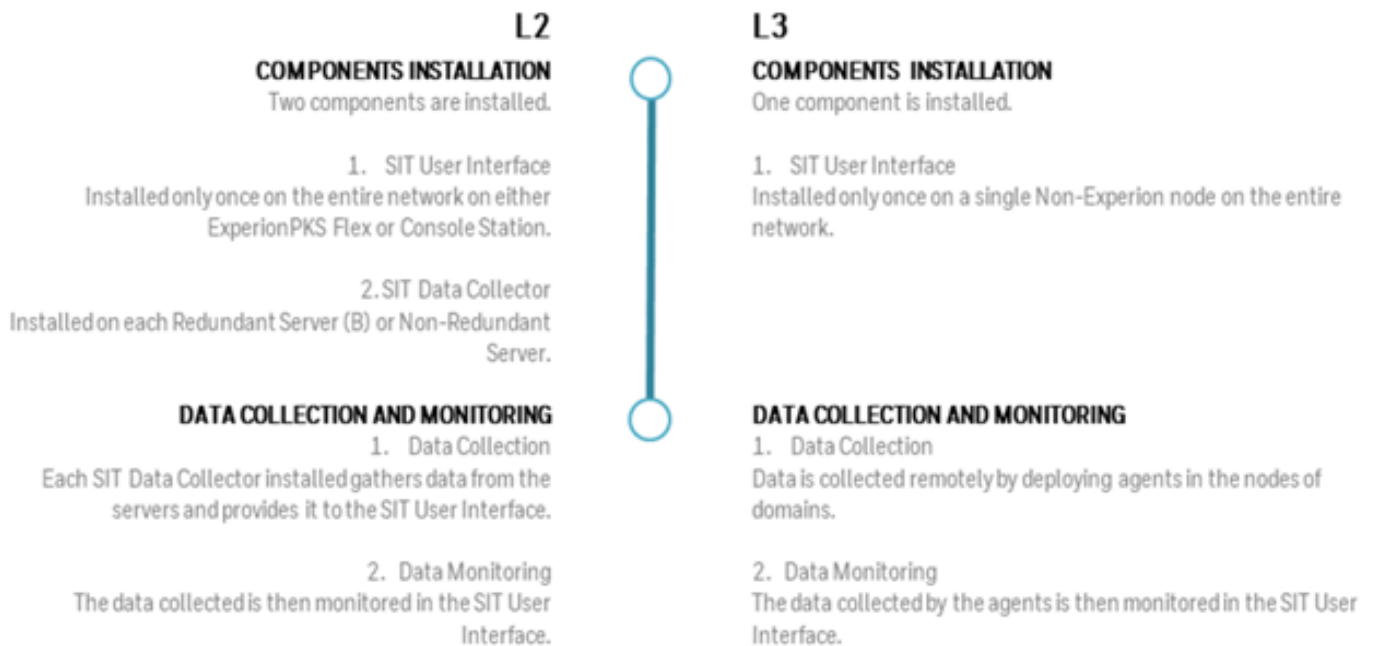 L2
COMPONENTS INSTALLATION
Two components are installed.
1. SIT User Interface
Installed only once on the entire network on either
ExperionPKS Flex or Console Station.
2. SIT Data Collector
Installed on each Redundant Server (B) or Non-Redundant
Server.
DATA COLLECTION AND MONITORING
1. Data Collection
Each SIT Data Collector installed gathers data from the
servers and provides it to the SIT User Interface.
2. Data Monitoring
The data collected is then monitored in the SIT User
Interface.
L3
COMPONENTS INSTALLATION
One component is installed.
1. SIT User Interface
Installed only once on a single Non-Experion node on the entire
network.
DATA COLLECTION AND MONITORING
1. Data Collection
Data is collected remotely by deploying agents in the nodes of
domains.
2. Data Monitoring
The data collected by the agents is then monitored in the SIT User
Interface.